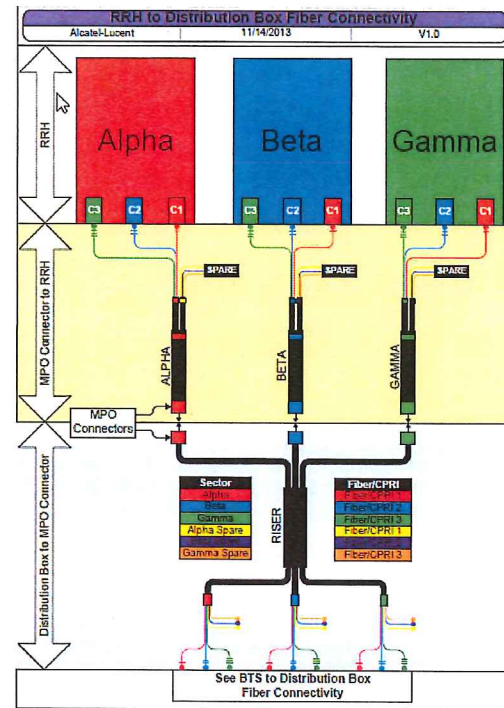 RRH to Distribution Box Fiber Connectivity
Alcatel-Lucent 11/14/2013 V1.0
RRH
Alpha
Beta
Gamma
C3 C2 C1
C3 C2 C1
C3 C2 C1
MPO Connector to RRH
SPARE
SPARE
SPARE
ALPHA
BETA
GAMMA
MPO
Connectors
Distribution Box to MPO Connector
Sector
Alpha
Beta
Gamma
Alpha Spare
Gamma Spare
RISER
Fiber/CPRI
Fiber/CPRI 1
Fiber/CPRI 2
Fiber/CPRI 3
Fiber/CPRI 1
Fiber/CPRI 3
See BTS to Distribution Box
Fiber Connectivity